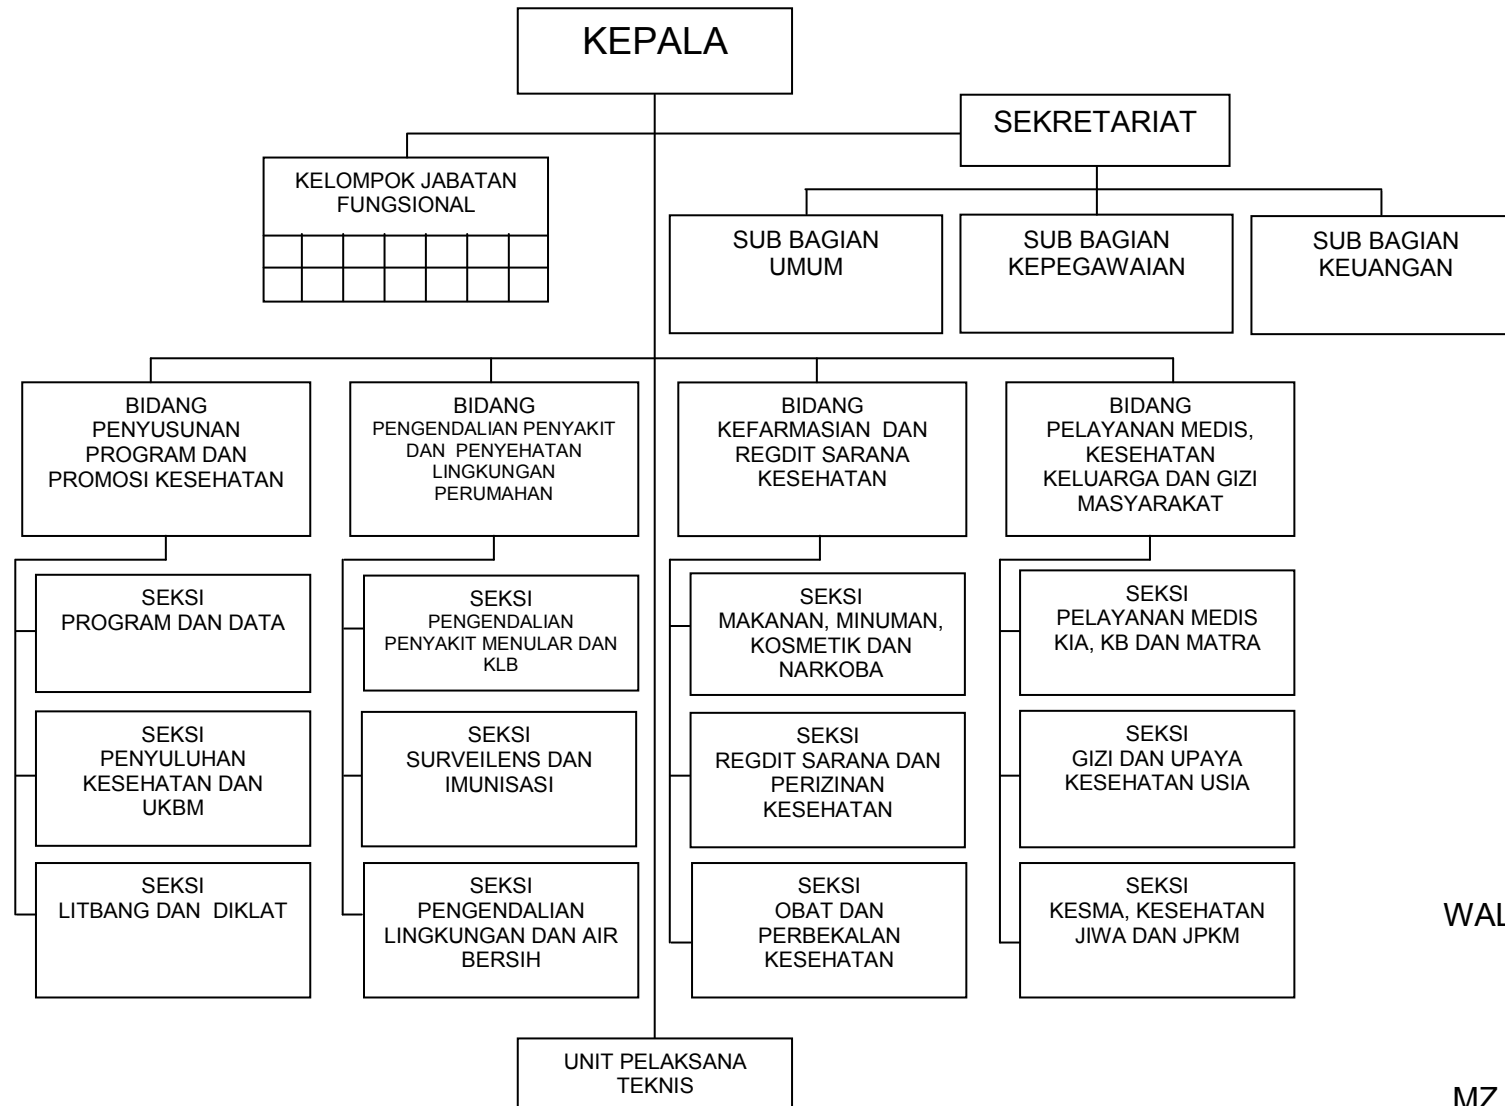 KEPALA
SEKRETARIAT
KELOMPOK JABATAN
FUNGSIONAL
SUB BAGIAN
UMUM
SUB BAGIAN
KEPEGAWAIAN
SUB BAGIAN
KEUANGAN
BIDANG
PENYUSUNAN
PROGRAM DAN
PROMOSI KESEHATAN
BIDANG
PENGENDALIAN PENYAKIT
DAN PENYEHATAN
LINGKUNGAN
PERUMAHAN
BIDANG
KEFARMASIAN DAN
REGDIT SARANA
KESEHATAN
BIDANG
PELAYANAN MEDIS,
KESEHATAN
KELUARGA DAN GIZI
MASYARAKAT
SEKSI
PROGRAM DAN DATA
SEKSI
PENGENDALIAN
PENYAKIT MENULAR DAN
KLB
SEKSI
MAKANAN, MINUMAN,
KOSMETIK DAN
NARKOBA
SEKSI
PELAYANAN MEDIS
KIA, KB DAN MATRA
SEKSI
PENYULUHAN
KESEHATAN DAN
UKBM
SEKSI
SURVEILENS DAN
IMUNISASI
SEKSI
REGDIT SARANA DAN
PERIZINAN
KESEHATAN
SEKSI
GIZI DAN UPAYA
KESEHATAN USIA
SEKSI
LITBANG DAN DIKLAT
SEKSI
PENGENDALIAN
LINGKUNGAN DAN AIR
BERSIH
SEKSI
OBAT DAN
PERBEKALAN
KESEHATAN
SEKSI
KESMA, KESEHATAN
JIWA DAN JPKM
WAL
UNIT PELAKSANA
TEKNIS
MZ